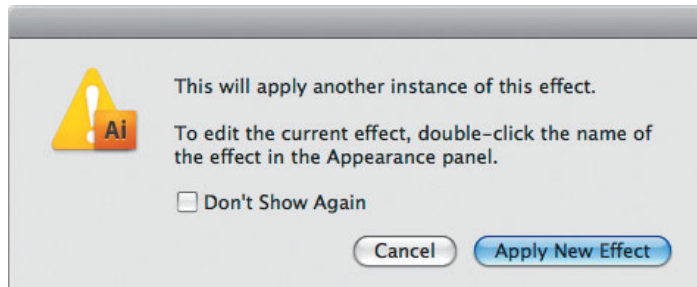 This will apply another instance of this effect.
To edit the current effect, double-click the name of
the effect in the Appearance panel.
Don't Show Again
Cancel
Apply New Effect
Ai